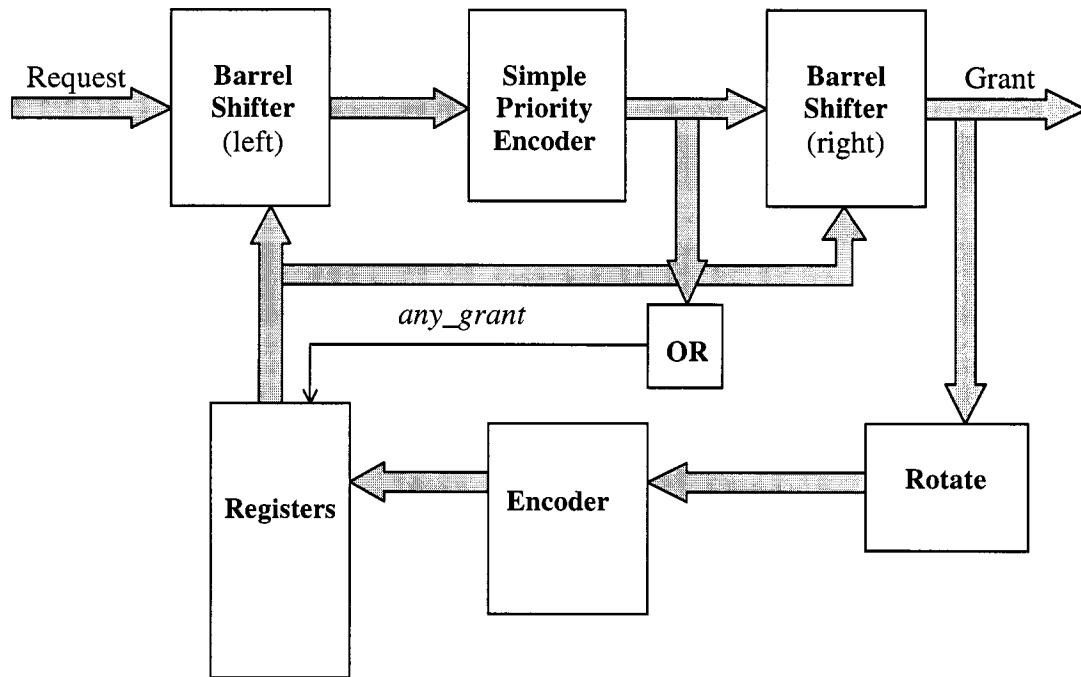 Request
Barrel
Shifter
(left)
Simple
Priority
Encoder
Barrel
Shifter
(right)
Grant
any_grant
OR
Registers
Encoder
Rotate